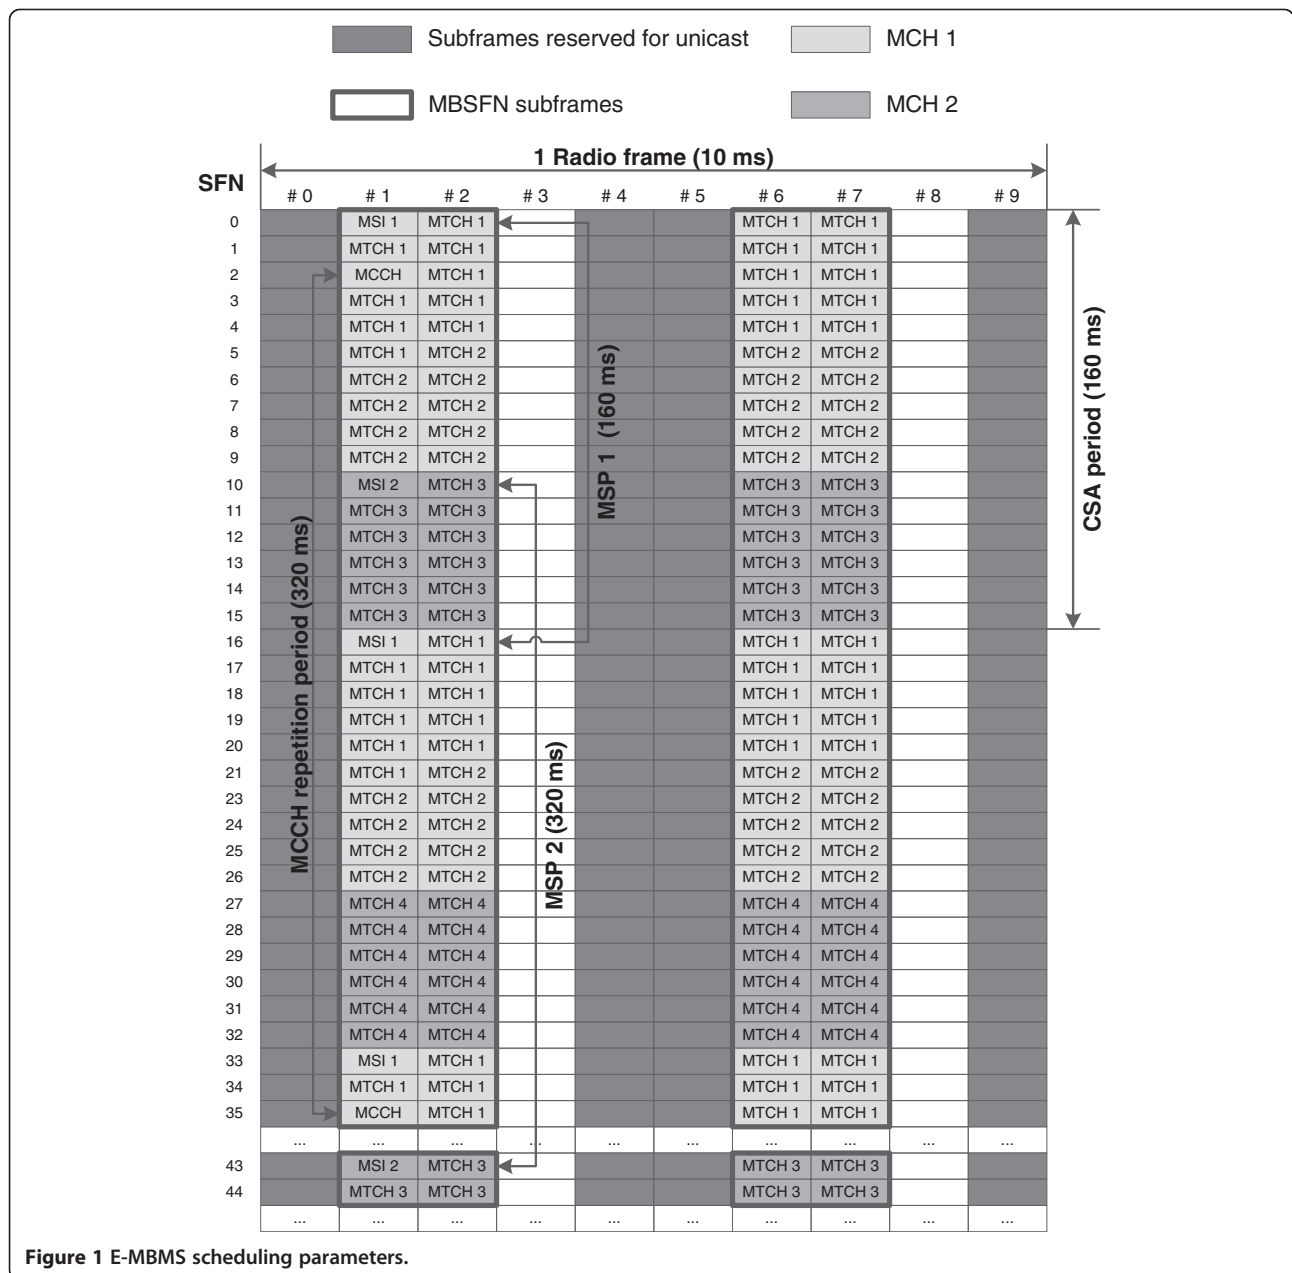 Subframes reserved for unicast MCH 1
MBSFN subframes MCH 2
1 Radio frame (10 ms)
SFN
# 0 # 1 # 2 # 3 # 4 # 5 # 6 # 7 # 8 # 9
0 MSI 1 MTCH 1 MTCH 1 MTCH 1
1 MTCH 1 MTCH 1 MTCH 1 MTCH 1
2 MCCH MTCH 1 MTCH 1 MTCH 1
3 MTCH 1 MTCH 1 MTCH 1 MTCH 1
4 MTCH 1 MTCH 1 MTCH 1 MTCH 1
5 MTCH 1 MTCH 2 MTCH 2 MTCH 2
6 MTCH 2 MTCH 2 MTCH 2 MTCH 2
7 MTCH 2 MTCH 2 MTCH 2 MTCH 2
8 MTCH 2 MTCH 2 MTCH 2 MTCH 2
9 MTCH 2 MTCH 2 MTCH 2 MTCH 2
10 MSI 2 MTCH 3 MTCH 3 MTCH 3
11 MTCH 3 MTCH 3 MTCH 3 MTCH 3
12 MTCH 3 MTCH 3 MTCH 3 MTCH 3
13 MTCH 3 MTCH 3 MTCH 3 MTCH 3
14 MTCH 3 MTCH 3 MTCH 3 MTCH 3
15 MTCH 3 MTCH 3 MTCH 3 MTCH 3
16 MSI 1 MTCH 1 MTCH 1 MTCH 1
17 MTCH 1 MTCH 1 MTCH 1 MTCH 1
18 MTCH 1 MTCH 1 MTCH 1 MTCH 1
19 MTCH 1 MTCH 1 MTCH 1 MTCH 1
20 MTCH 1 MTCH 1 MTCH 1 MTCH 1
21 MTCH 1 MTCH 2 MTCH 2 MTCH 2
23 MTCH 2 MTCH 2 MTCH 2 MTCH 2
24 MTCH 2 MTCH 2 MTCH 2 MTCH 2
25 MTCH 2 MTCH 2 MTCH 2 MTCH 2
26 MTCH 2 MTCH 2 MTCH 2 MTCH 2
27 MTCH 4 MTCH 4 MTCH 4 MTCH 4
28 MTCH 4 MTCH 4 MTCH 4 MTCH 4
29 MTCH 4 MTCH 4 MTCH 4 MTCH 4
30 MTCH 4 MTCH 4 MTCH 4 MTCH 4
31 MTCH 4 MTCH 4 MTCH 4 MTCH 4
32 MTCH 4 MTCH 4 MTCH 4 MTCH 4
33 MSI 1 MTCH 1 MTCH 1 MTCH 1
34 MTCH 1 MTCH 1 MTCH 1 MTCH 1
35 MCCH MTCH 1 MTCH 1 MTCH 1
... ... ... ... ... ... ... ... ... ...
43 MSI 2 MTCH 3 MTCH 3 MTCH 3
44 MTCH 3 MTCH 3 MTCH 3 MTCH 3
... ... ... ... ... ... ... ... ... ...
MCCH repetition period (320 ms)
MSP 2 (320 ms)
MSP 1 (160 ms)
CSA period (160 ms)
Figure 1 E-MBMS scheduling parameters.